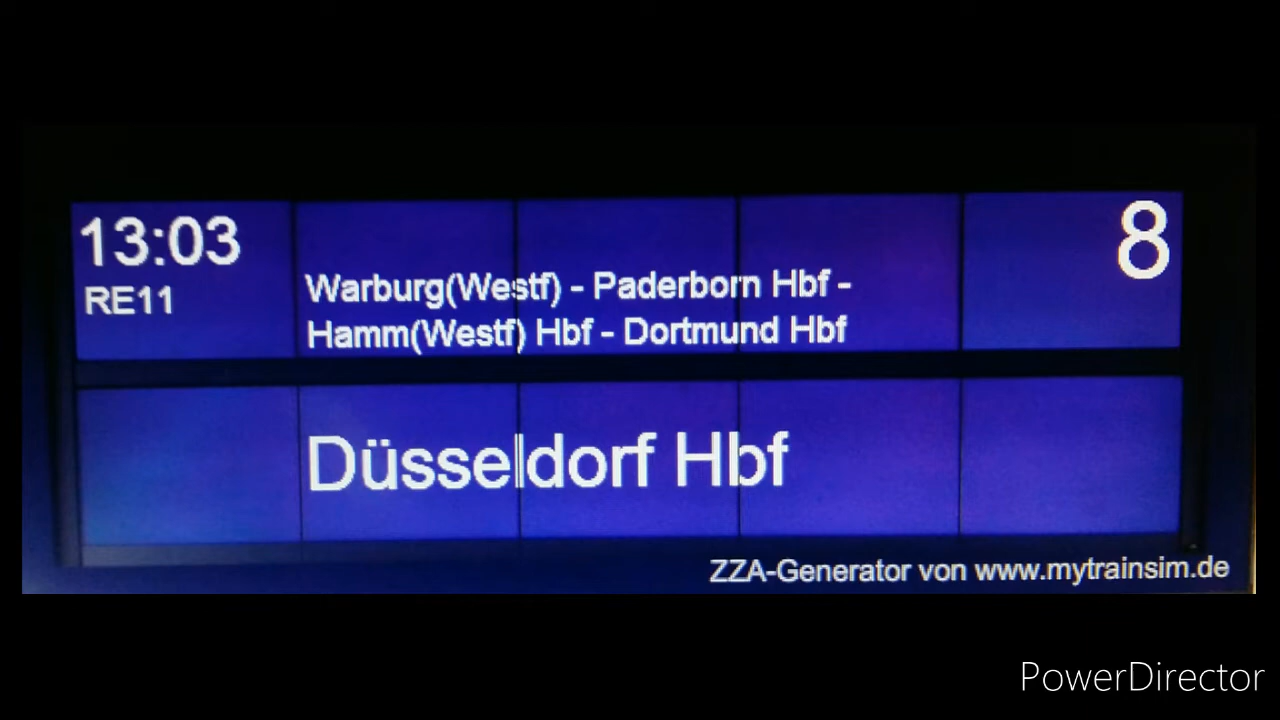 13:03
8
RE11
Warburg(Westf) - Paderborn Hbf -
Hamm(Westf) Hbf - Dortmund Hbf
Düsseldorf Hbf
ZZA-Generator von www.mytrainsim.de
PowerDirector